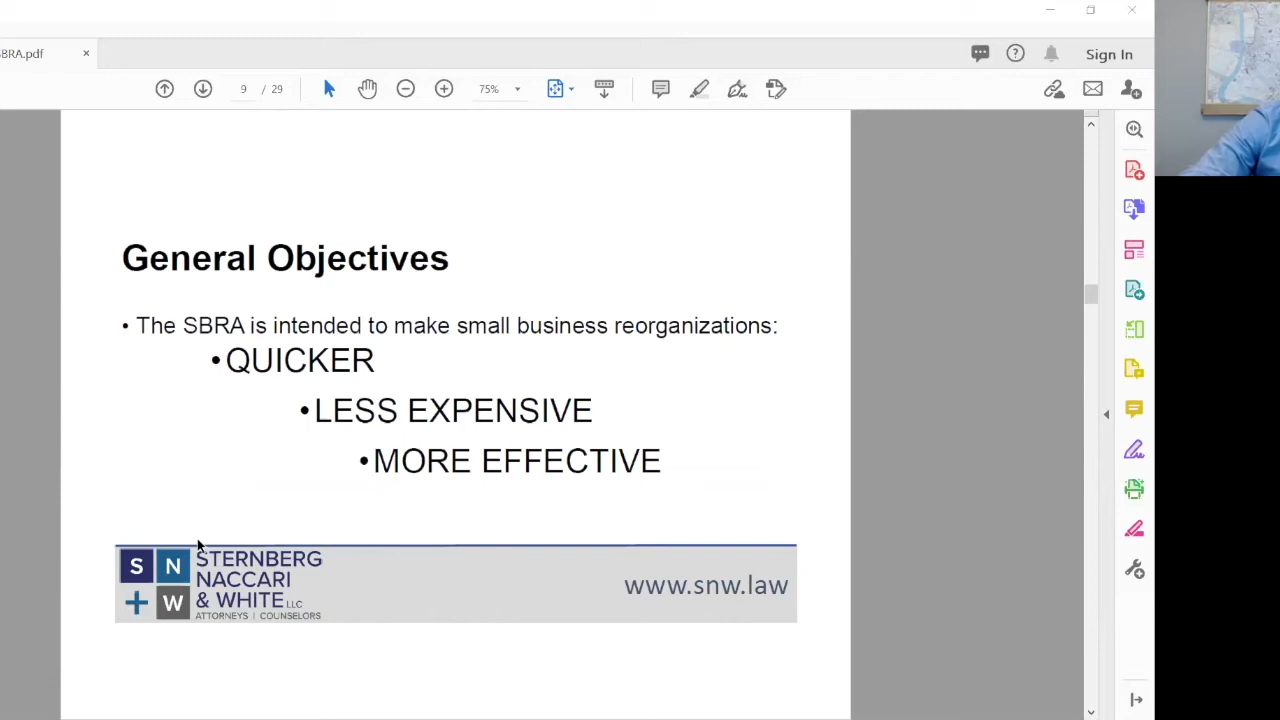 SBRA.pdf
Sign In
9 / 29
75%
General Objectives
• The SBRA is intended to make small business reorganizations:
• QUICKER
• LESS EXPENSIVE
• MORE EFFECTIVE
S N + W
STERNBERG
NACCARI
& WHITE LLC
ATTORNEYS | COUNSELORS
www.snw.law